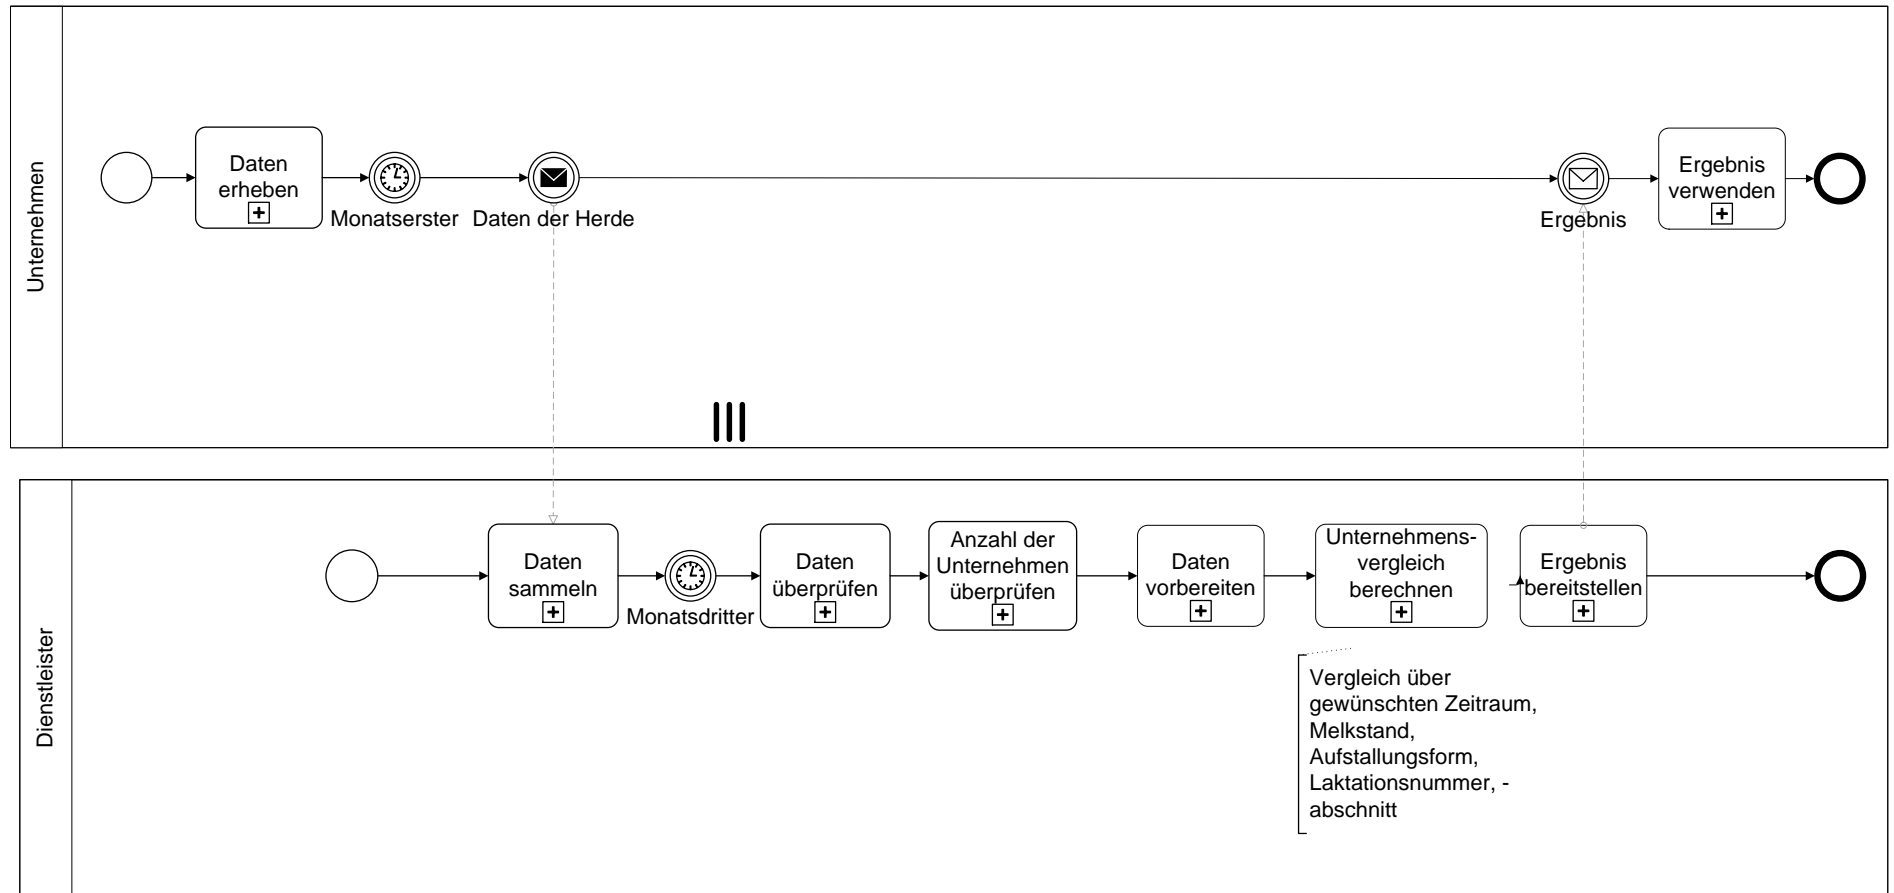 Unternehmen
Daten
erheben
Monatserster
Daten der Herde
Ergebnis
Ergebnis
verwenden
Dienstleister
Daten
sammeln
Monatsdritter
Daten
überprüfen
Anzahl der
Unternehmen
überprüfen
Daten
vorbereiten
Unternehmens-
vergleich
berechnen
Ergebnis
bereitstellen
Vergleich über
gewünschten Zeitraum,
Melkstand,
Aufstallungsform,
Laktationsnummer, -
abschnitt